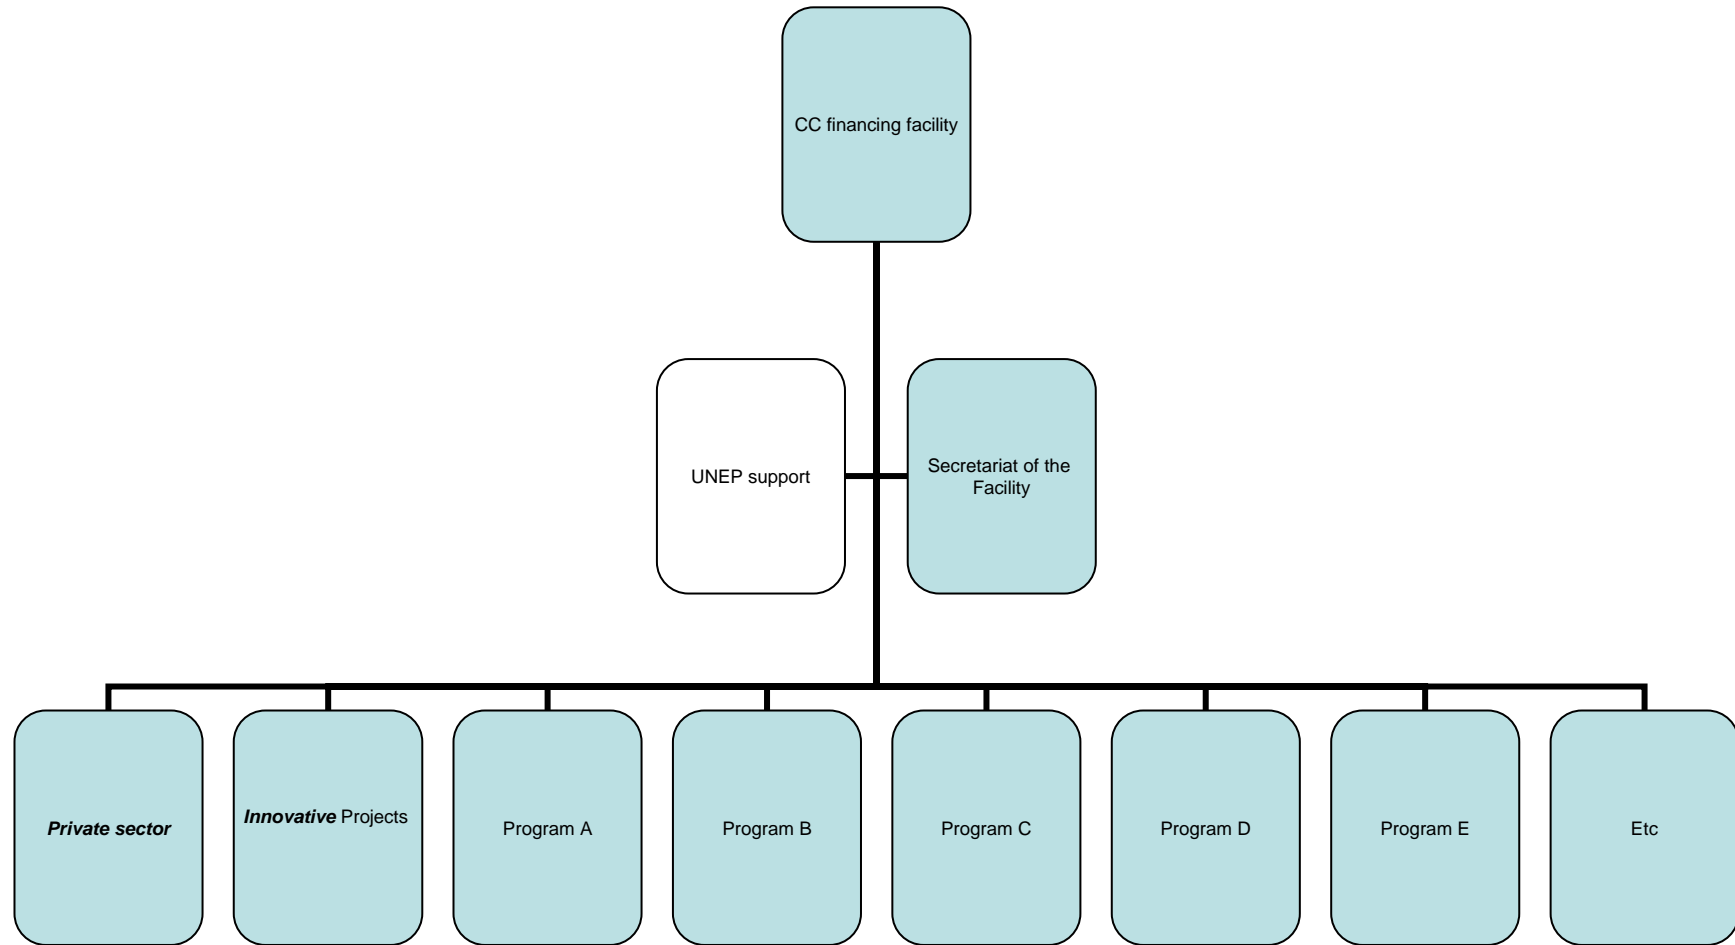 CC financing facility
UNEP support
Secretariat of the
Facility
Private sector
Innovative Projects
Program A
Program B
Program C
Program D
Program E
Etc